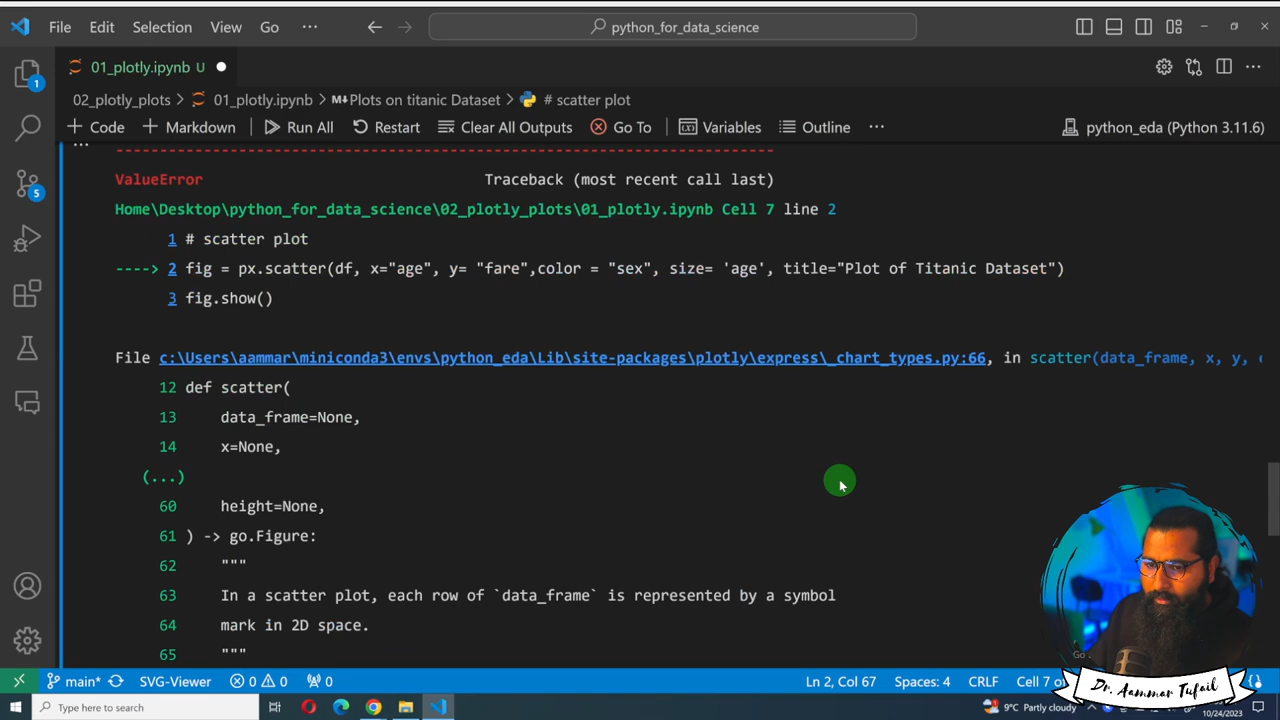 File Edit Selection View Go ··· python_for_data_science
01_plotly.ipynb U
02_plotly_plots > 01_plotly.ipynb > M↓Plots on titanic Dataset > # scatter plot
+ Code + Markdown Run All Restart Clear All Outputs Go To Variables Outline ··· python_eda (Python 3.11.6)
---------------------------------------------------------------------------
ValueError Traceback (most recent call last)
Home\Desktop\python_for_data_science\02_plotly_plots\01_plotly.ipynb Cell 7 line 2
1 # scatter plot
----> 2 fig = px.scatter(df, x="age", y= "fare",color = "sex", size= 'age', title="Plot of Titanic Dataset")
3 fig.show()
File c:\Users\aammar\miniconda3\envs\python_eda\Lib\site-packages\plotly\express\_chart_types.py:66, in scatter(data_frame, x, y,
12 def scatter(
13 data_frame=None,
14 x=None,
(...)
60 height=None,
61 ) -> go.Figure:
62 """
63 In a scatter plot, each row of `data_frame` is represented by a symbol
64 mark in 2D space.
65 """
1
5
main* SVG-Viewer 0 0 0 Ln 2, Col 67 Spaces: 4 CRLF Cell 7 o
Dr. Aammar Tufail
Type here to search 9°C Partly cloudy 10/24/2023